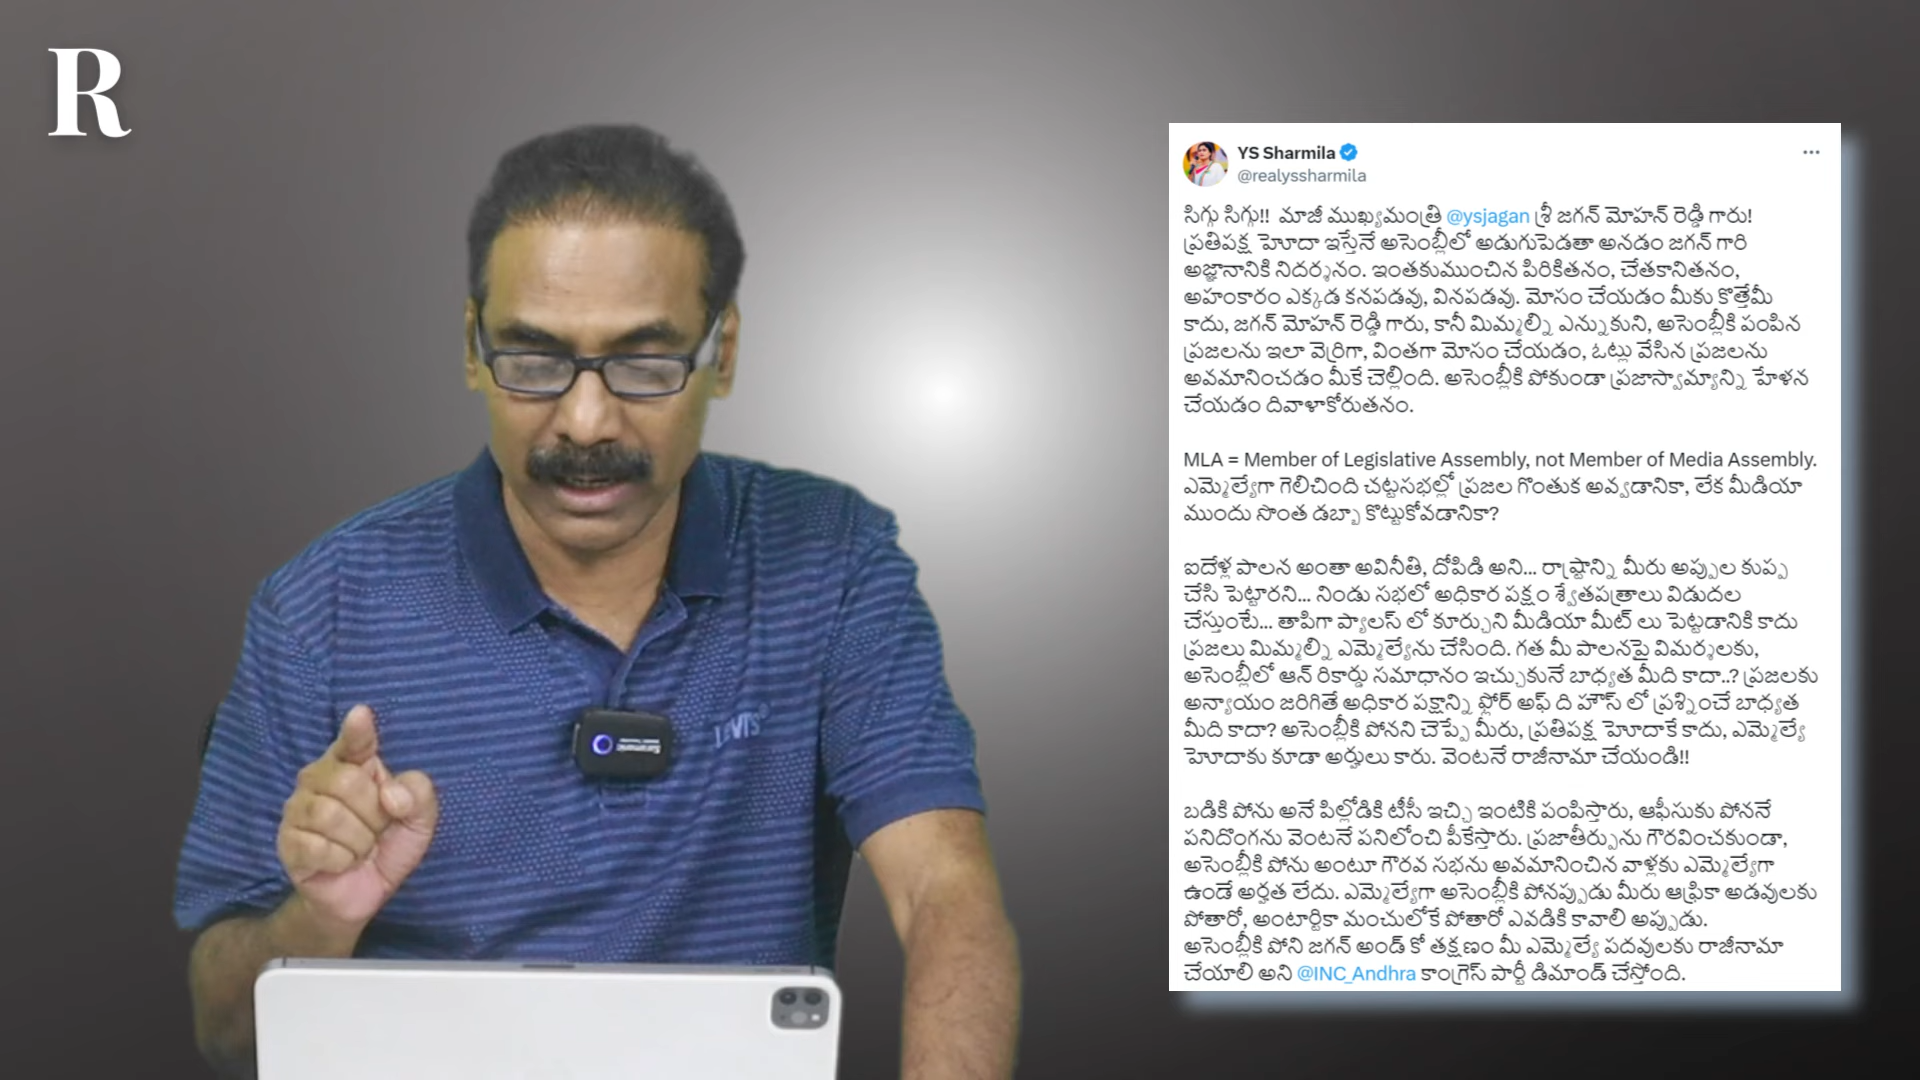 R
YS Sharmila
@realyssharmila
సిగ్గు సిగ్గు!! మాజీ ముఖ్యమంత్రి @ysjagan శ్రీ జగన్ మోహన్ రెడ్డి గారు!
ప్రతిపక్ష హెూదా ఇస్తేనే అసెంబ్లీలో అడుగుపెడతా అనడం జగన్ గారి
అజ్ఞానానికి నిదర్శనం. ఇంతకుముంచిన పిరికితనం, చేతకానితనం,
అహంకారం ఎక్కడ కనపడవు, వినపడవు. మోసం చేయడం మీకు కొత్తేమీ
కాదు, జగన్ మోహన్ రెడ్డి గారు, కానీ మిమ్మల్ని ఎన్నుకుని, అసెంబ్లీకి పంపిన
ప్రజలను ఇలా వెర్రిగా, వింతగా మోసం చేయడం, ఓట్లు వేసిన ప్రజలను
అవమానించడం మీకే చెల్లింది. అసెంబ్లీకి పోకుండా ప్రజాస్వామ్యాన్ని హేళన
చేయడం దివాళాకోరుతనం.
MLA = Member of Legislative Assembly, not Member of Media Assembly.
ఎమ్మెల్యేగా గెలిచింది చట్టసభల్లో ప్రజల గొంతుక అవ్వడానికా, లేక మీడియా
ముందు సొంత డబ్బా కొట్టుకోవడానికా?
ఐదేళ్ల పాలన అంతా అవినీతి, దోపిడి అని... రాష్ట్రాన్ని మీరు అప్పుల కుప్ప
చేసి పెట్టారని... నిండు సభలో అధికార పక్షం శ్వేతపత్రాలు విడుదల
చేస్తుంటే... తాపీగా ప్యాలస్ లో కూర్చుని మీడియా మీట్ లు పెట్టడానికి కాదు
ప్రజలు మిమ్మల్ని ఎమ్మెల్యేను చేసింది. గత మీ పాలనపై విమర్శలకు,
అసెంబ్లీలో ఆన్ రికార్డు సమాధానం ఇచ్చుకునే బాధ్యత మీది కాదా..? ప్రజలకు
అన్యాయం జరిగితే అధికార పక్షాన్ని ఫ్లోర్ అఫ్ ది హౌస్ లో ప్రశ్నించే బాధ్యత
మీది కాదా? అసెంబ్లీకి పోనని చెప్పే మీరు, ప్రతిపక్ష హెూదాకే కాదు, ఎమ్మెల్యే
హెూదాకు కూడా అర్హులు కారు. వెంటనే రాజీనామా చేయండి!!
బడికి పోను అనే పిల్లోడికి టీసీ ఇచ్చి ఇంటికి పంపిస్తారు, ఆఫీసుకు పోననే
పనిదొంగను వెంటనే పనిలోంచి పీకేస్తారు. ప్రజాతీర్పును గౌరవించకుండా,
అసెంబ్లీకి పోను అంటూ గౌరవ సభను అవమానించిన వాళ్లకు ఎమ్మెల్యేగా
ఉండే అర్హత లేదు. ఎమ్మెల్యేగా అసెంబ్లీకి పోనప్పుడు మీరు ఆఫ్రికా అడవులకు
పోతారో, అంటార్టికా మంచులోకే పోతారో ఎవడికి కావాలి అప్పుడు.
అసెంబ్లీకి పోని జగన్ అండ్ కో తక్షణం మీ ఎమ్మెల్యే పదవులకు రాజీనామా
చేయాలి అని @INC_Andhra కాంగ్రెస్ పార్టీ డిమాండ్ చేస్తోంది.
LEVI'S
Saramonic